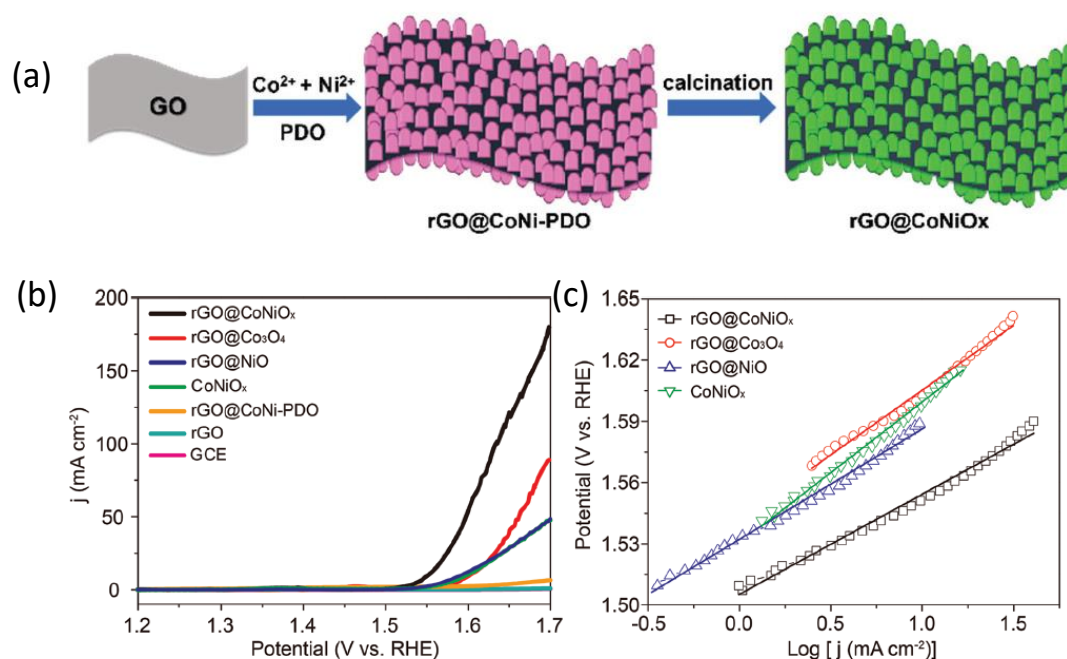 (a)
GO
Co²⁺ + Ni²⁺
PDO
rGO@CoNi-PDO
calcination
rGO@CoNiOx
(b)
200
150
100
50
0
j (mA cm⁻²)
rGO@CoNiOₓ
rGO@Co₃O₄
rGO@NiO
CoNiOₓ
rGO@CoNi-PDO
rGO
GCE
1.2 1.3 1.4 1.5 1.6 1.7
Potential (V vs. RHE)
(c)
1.65
1.62
1.59
1.56
1.53
1.50
Potential (V vs. RHE)
rGO@CoNiOₓ
rGO@Co₃O₄
rGO@NiO
CoNiOₓ
-0.5 0.0 0.5 1.0 1.5
Log [ j (mA cm⁻²)]